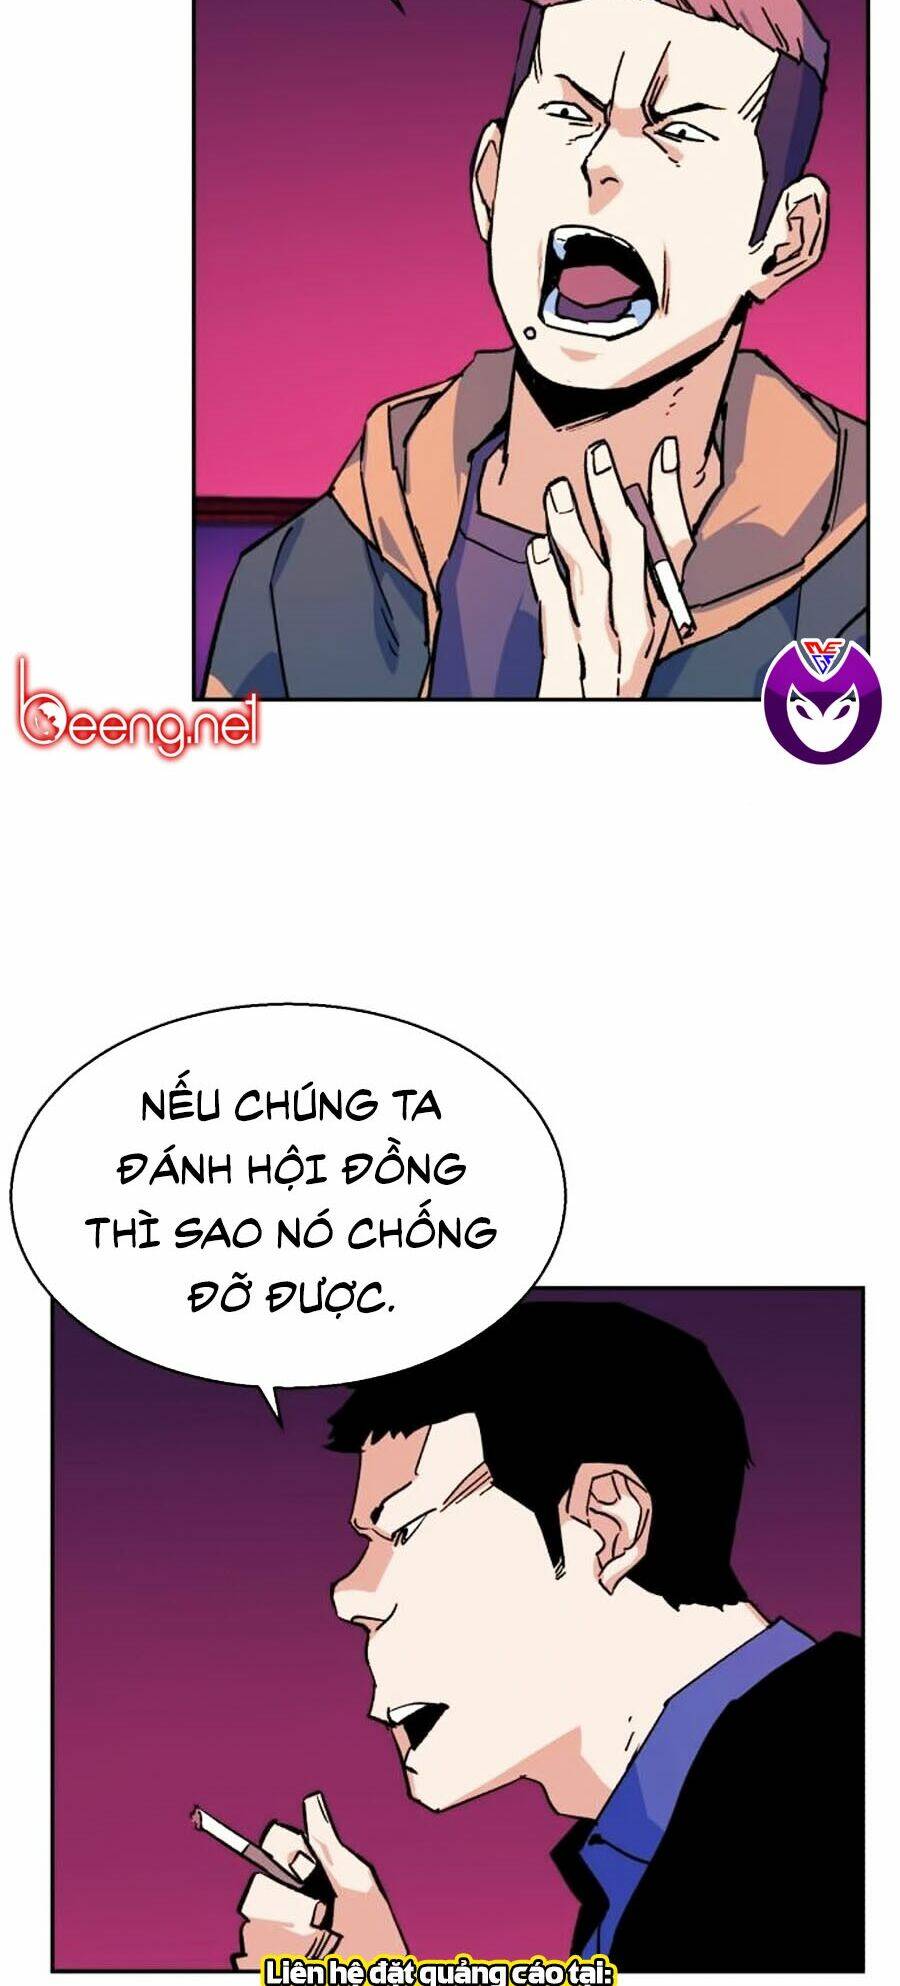 beeng.net
NẾU CHÚNG TA
ĐÁNH HỘI ĐỒNG
THÌ SAO NÓ CHỐNG
ĐỠ ĐƯỢC.
Liên hệ đặt quảng cáo tại: